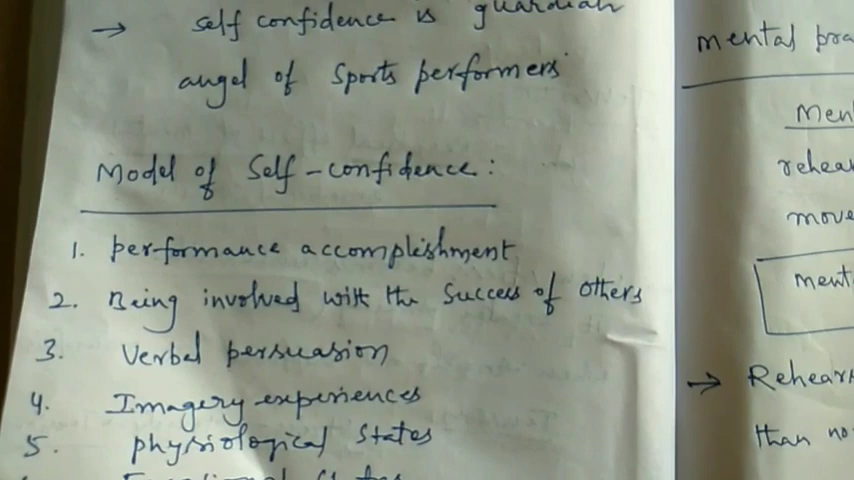 → self confidence is guardian
angel of Sports performers
Model of Self-confidence:
1. performance accomplishment
2. Being involved with the success of others
3. Verbal persuasion
4. Imagery experiences
5. physiological States
mental
rehear
move
→ Rehears
than no